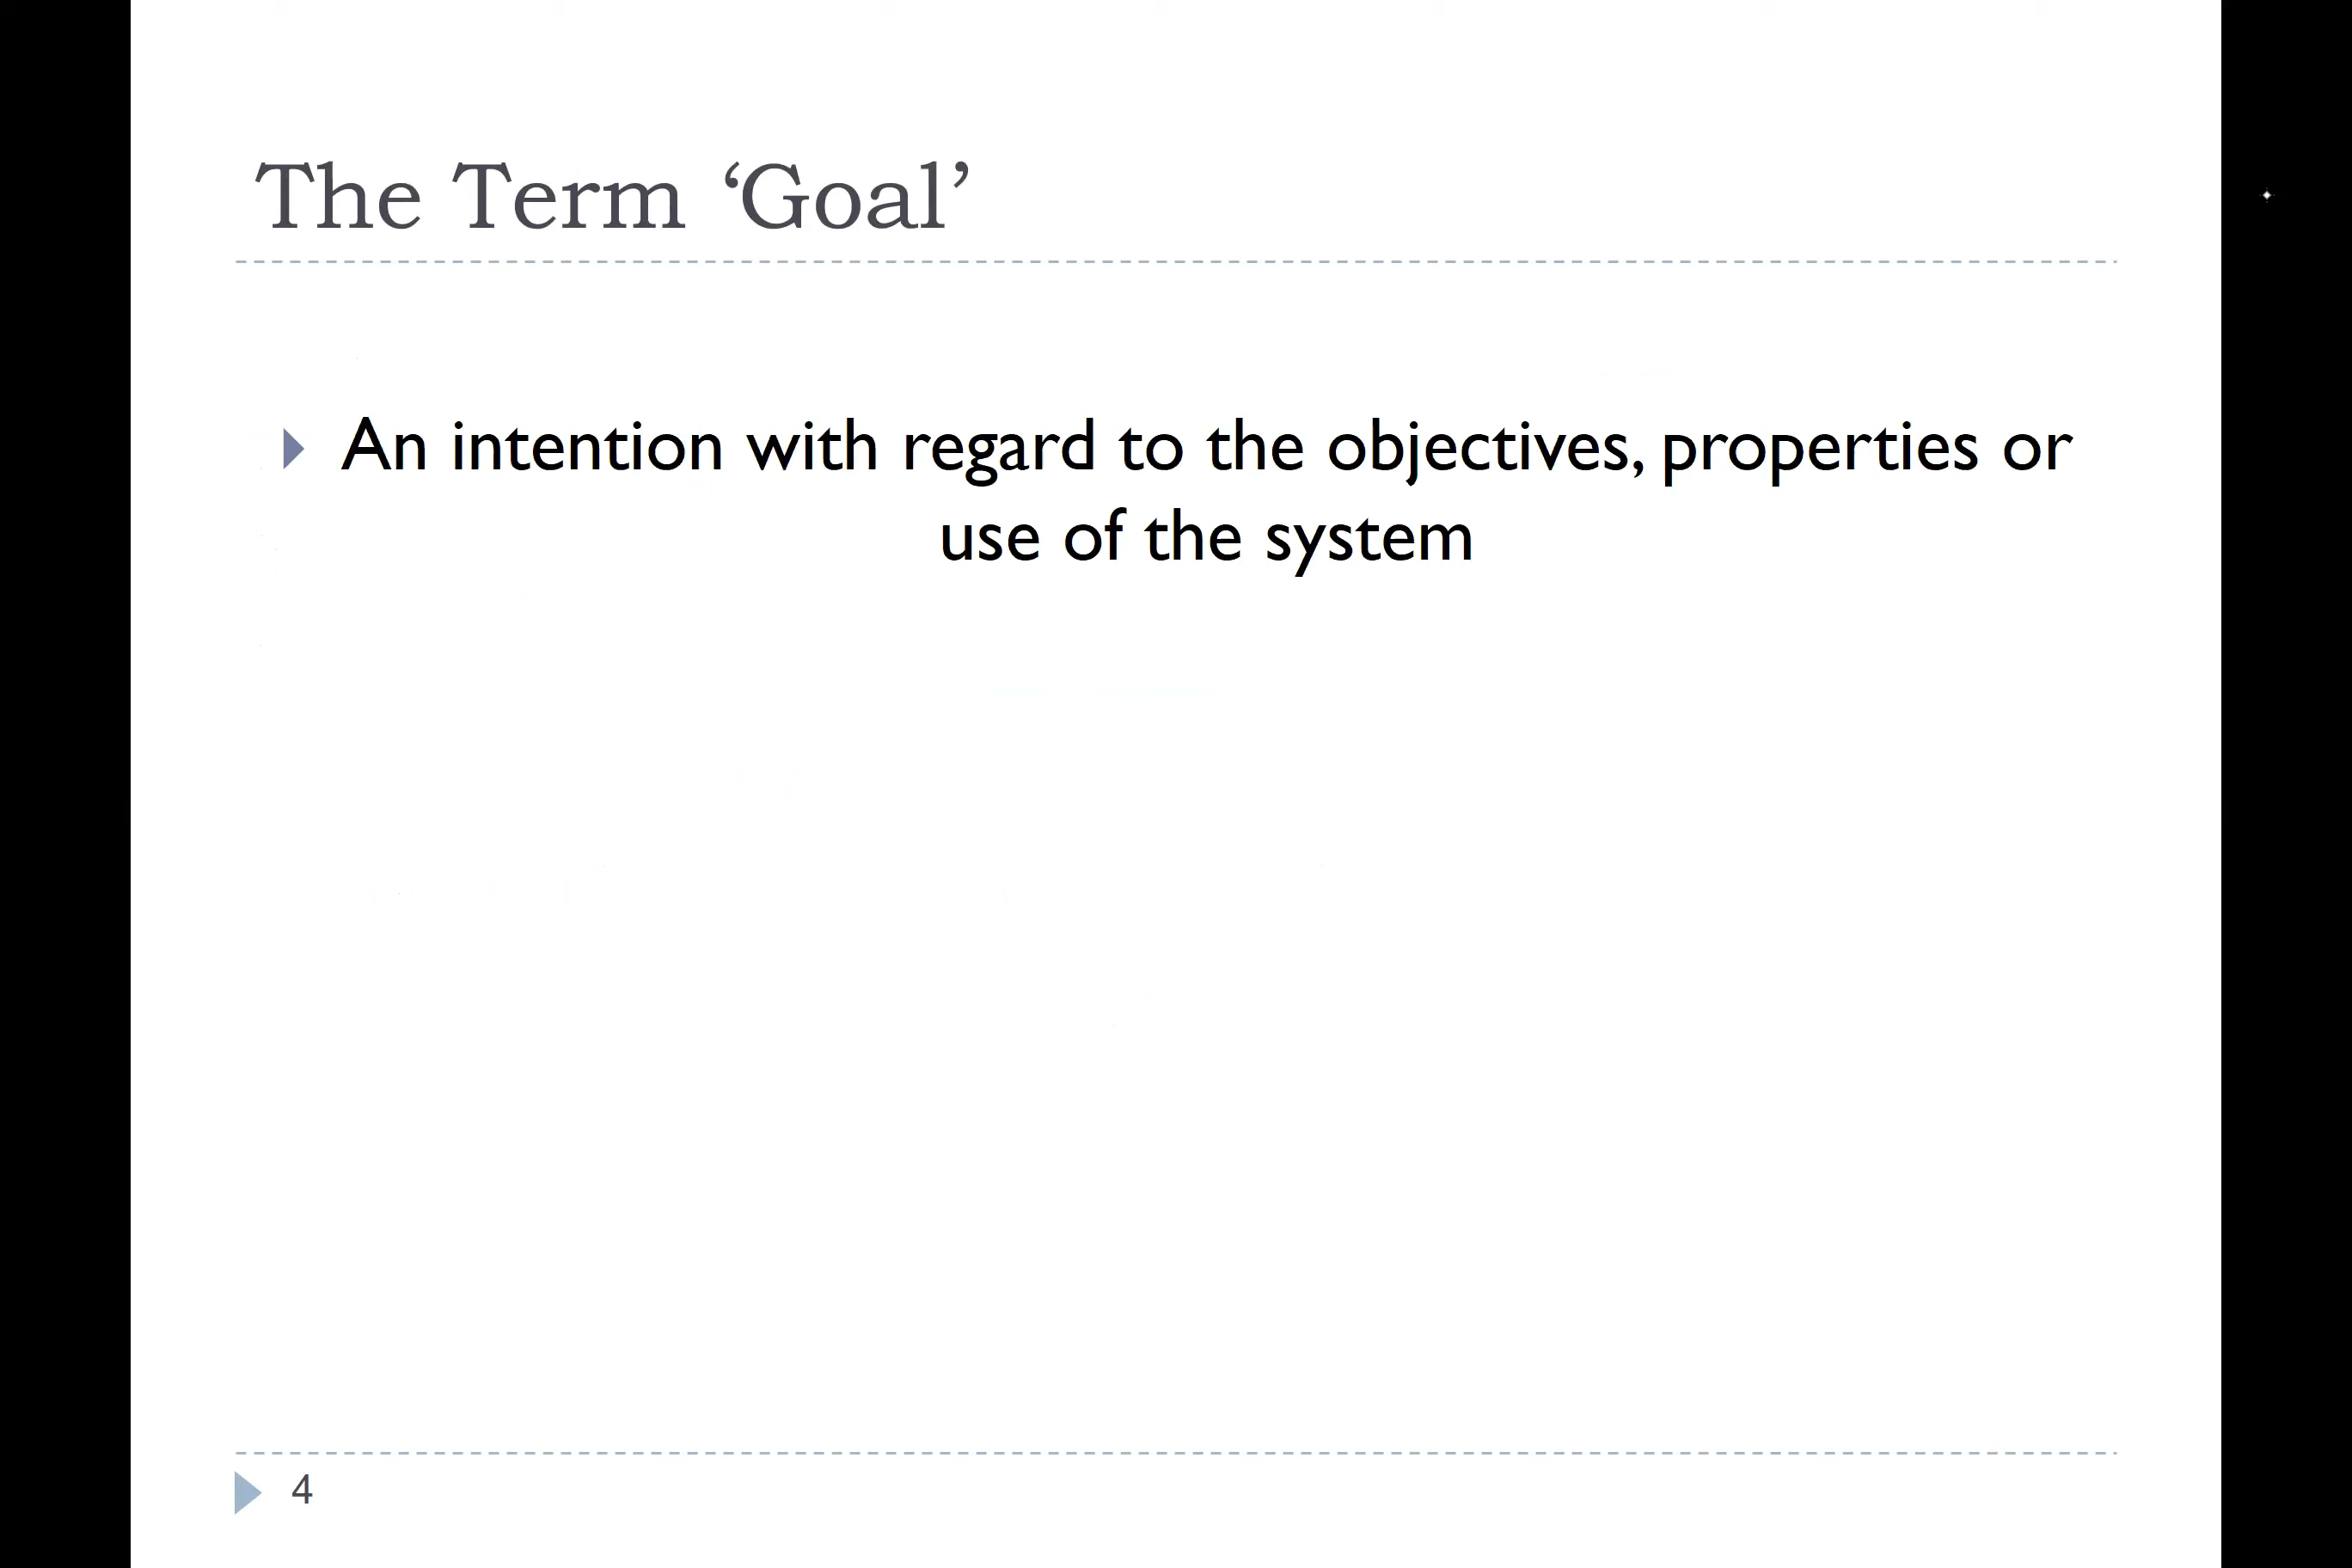 The Term ‘Goal’
An intention with regard to the objectives, properties or
use of the system
4